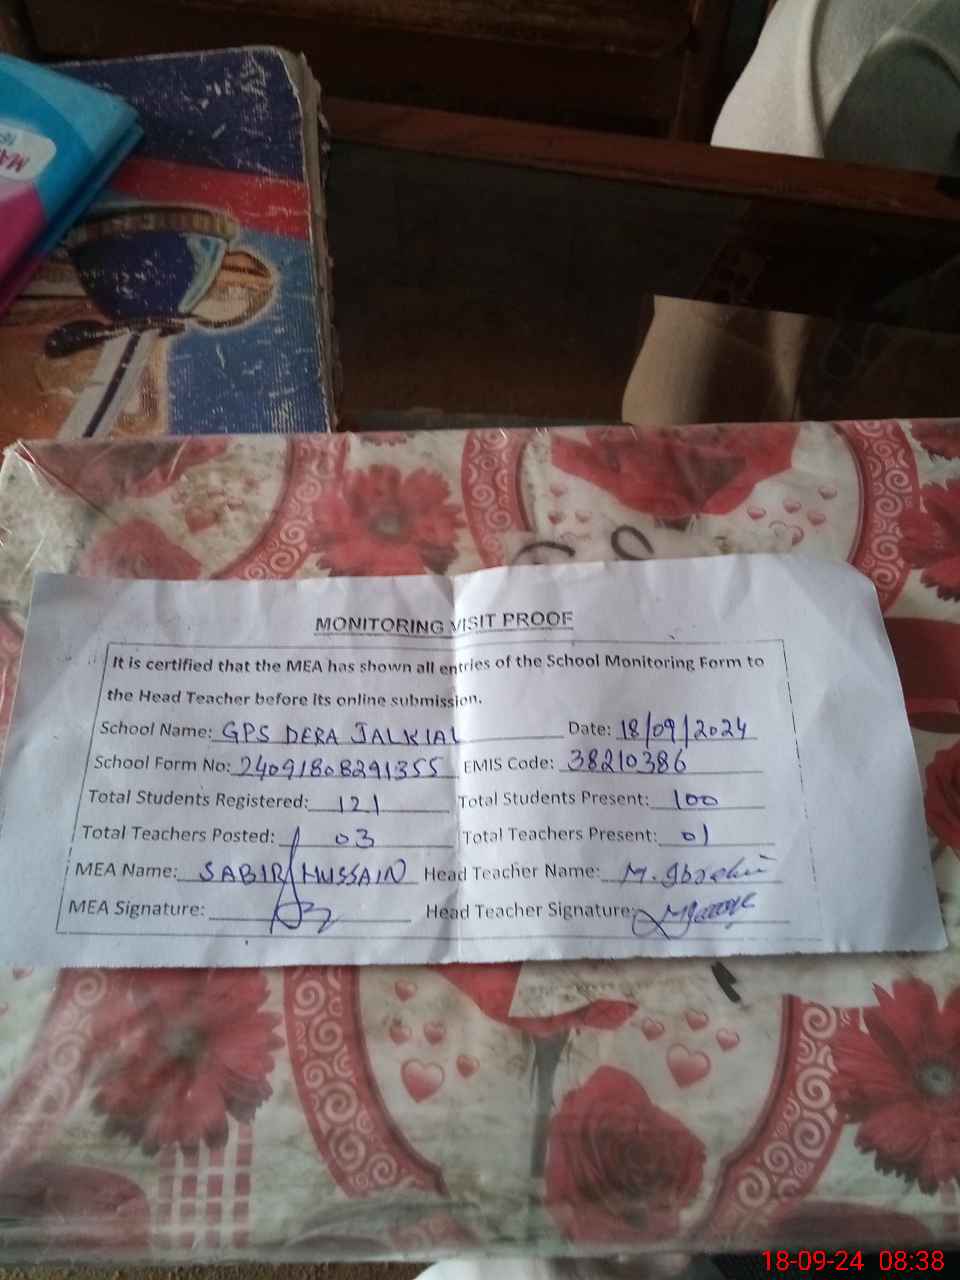 MA
MONITORING VISIT PROOF
It is certified that the MEA has shown all entries of the School Monitoring Form to
the Head Teacher before its online submission.
School Name: GPS DERA JALKIAL Date: 18/09/2024
School Form No: 24091808291355 EMIS Code: 38210386
Total Students Registered: 121 Total Students Present: 100
Total Teachers Posted: 03 Total Teachers Present: 01
MEA Name: SABIR HUSSAIN Head Teacher Name: M.
MEA Signature: Head Teacher Signature:
18-09-24 08:38